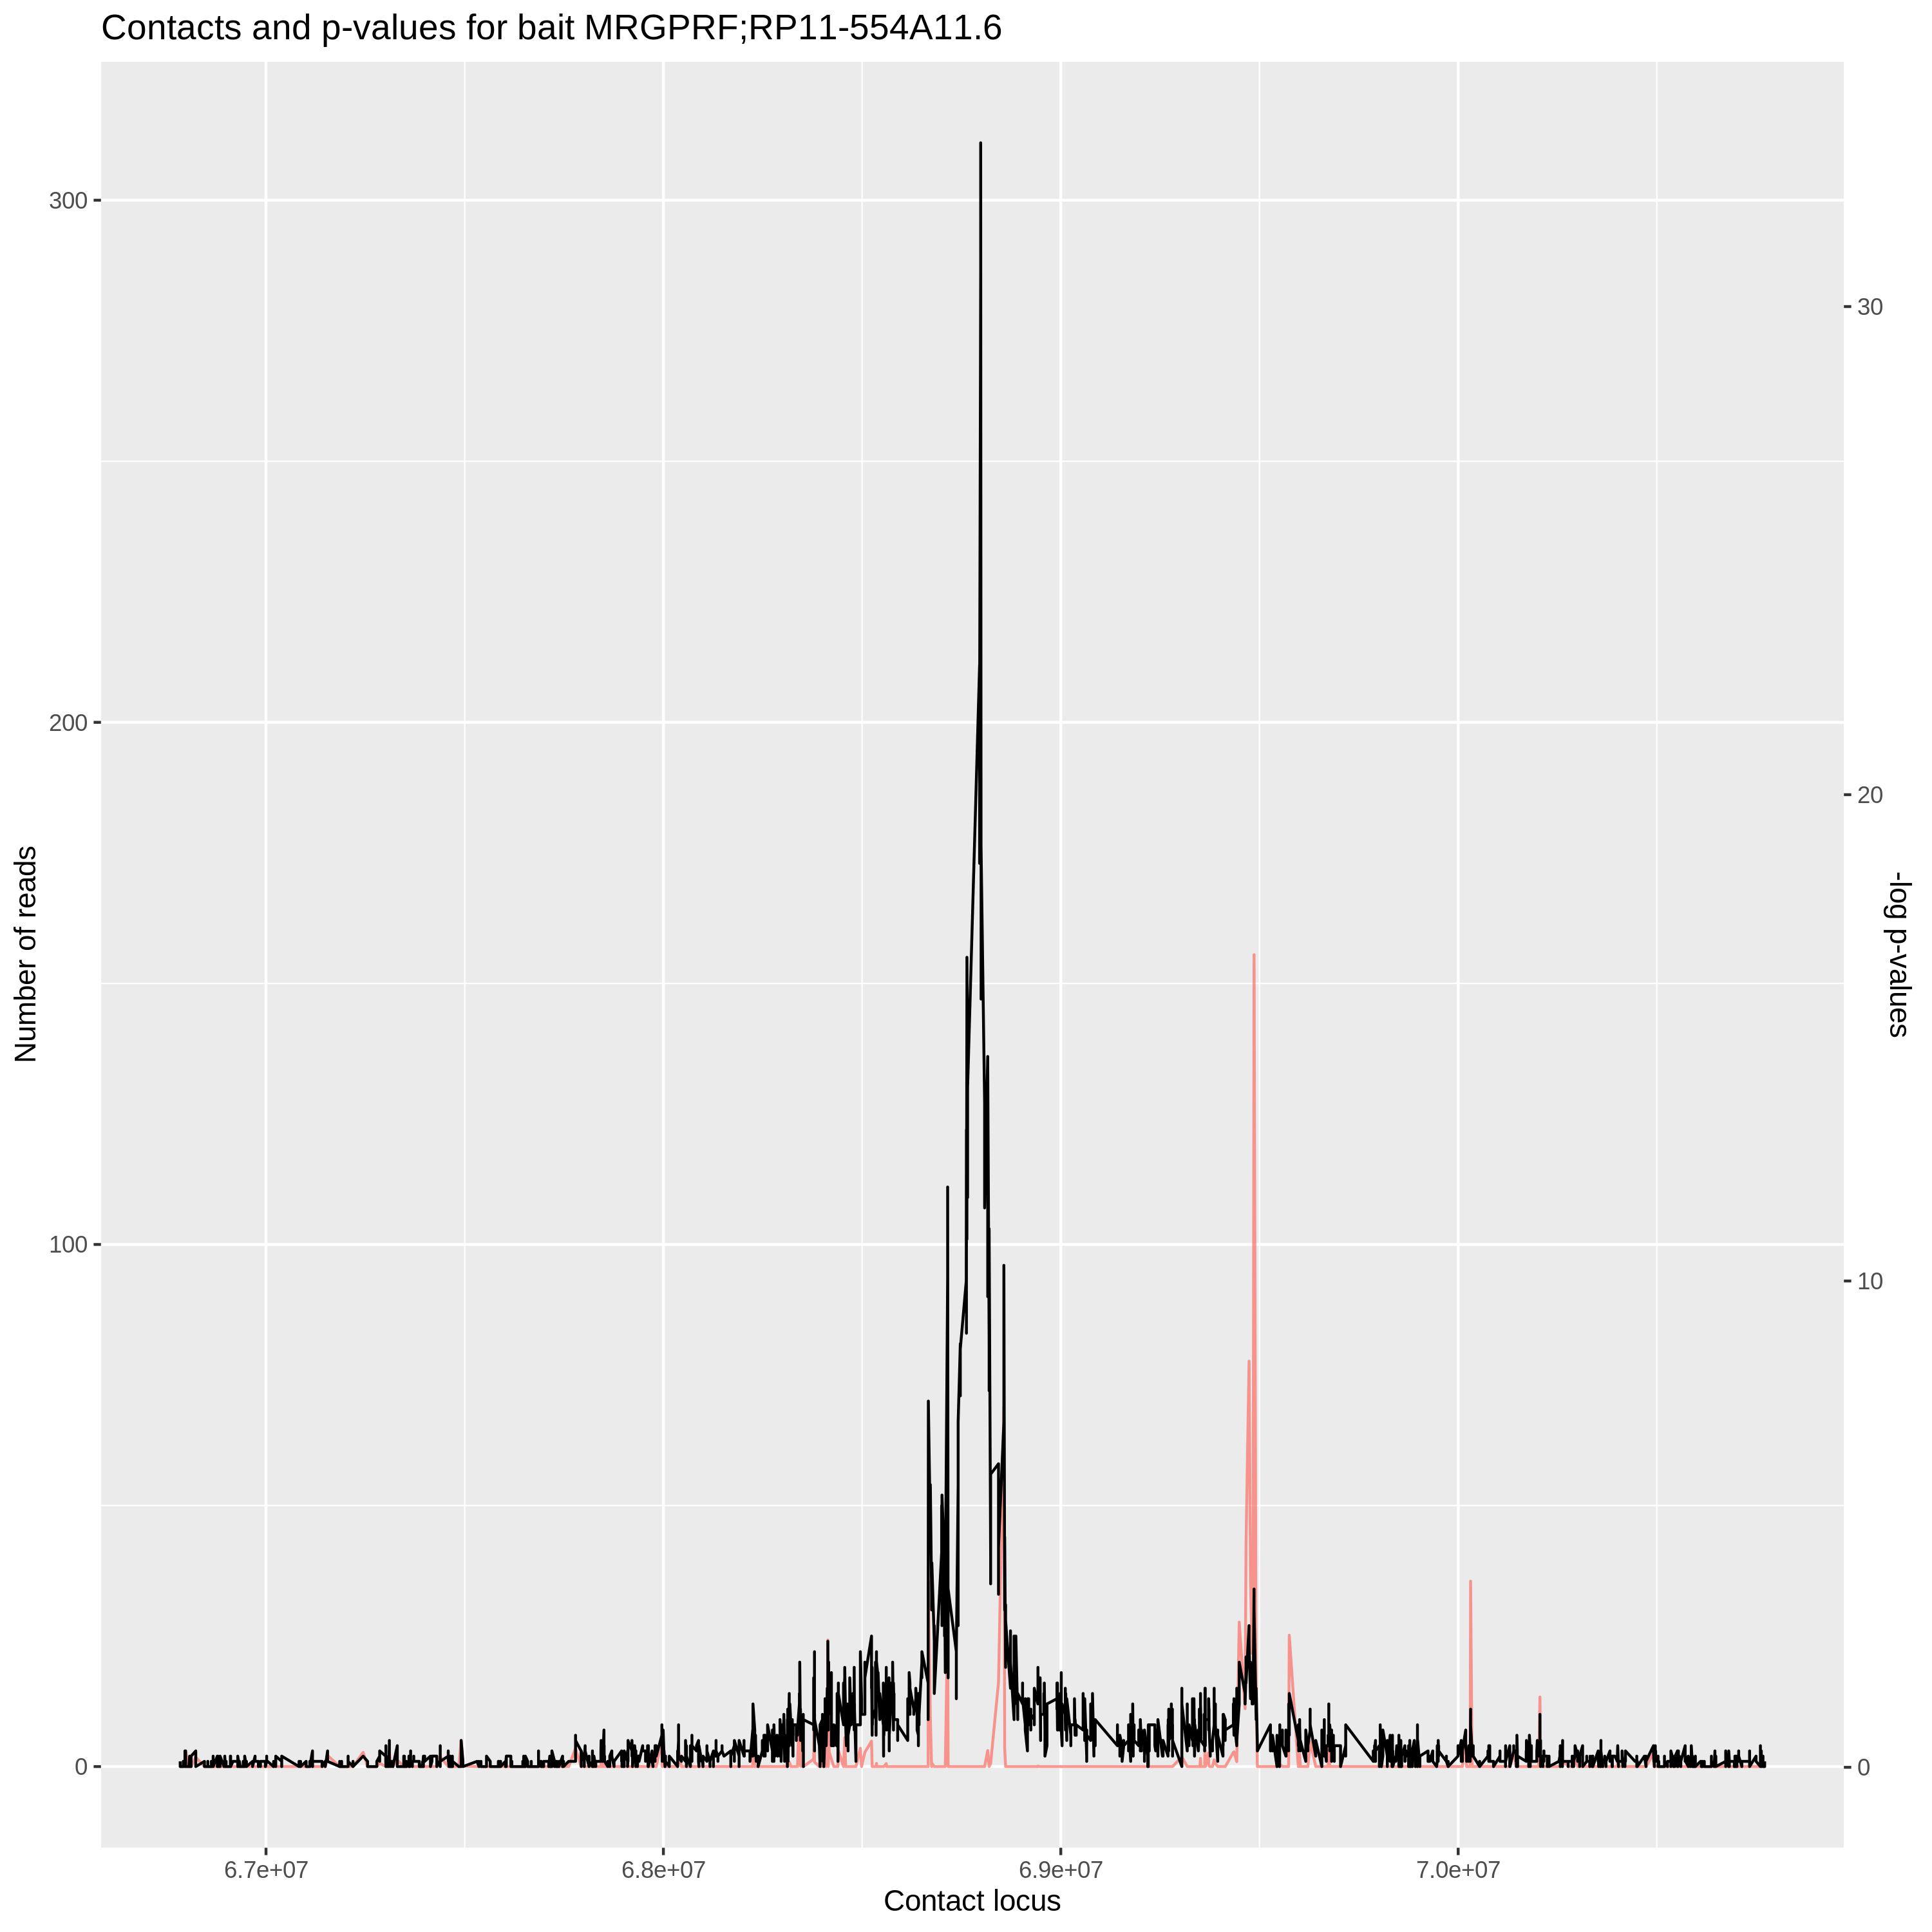 Contacts and p-values for bait MRGPRF;RP11-554A11.6
300
200
100
0
Number of reads
30
20
10
0
-log p-values
6.7e+07
6.8e+07
6.9e+07
7.0e+07
Contact locus